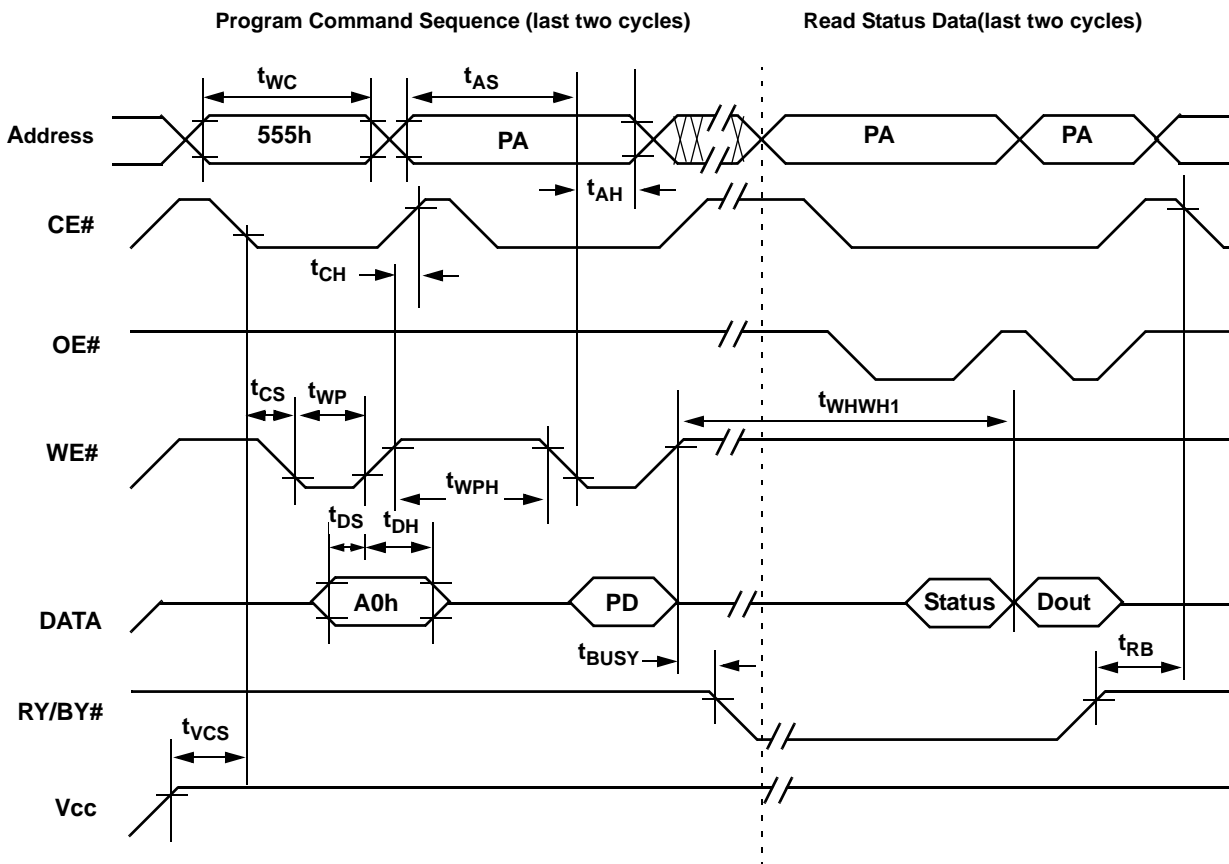 Program Command Sequence (last two cycles) Read Status Data(last two cycles)
tWC tAS
Address 555h PA PA PA
tAH
CE#
tCH
OE#
tCS tWP tWHWH1
WE#
tWPH
tDS tDH
DATA A0h PD Status Dout
tBUSY tRB
RY/BY#
tVCS
Vcc